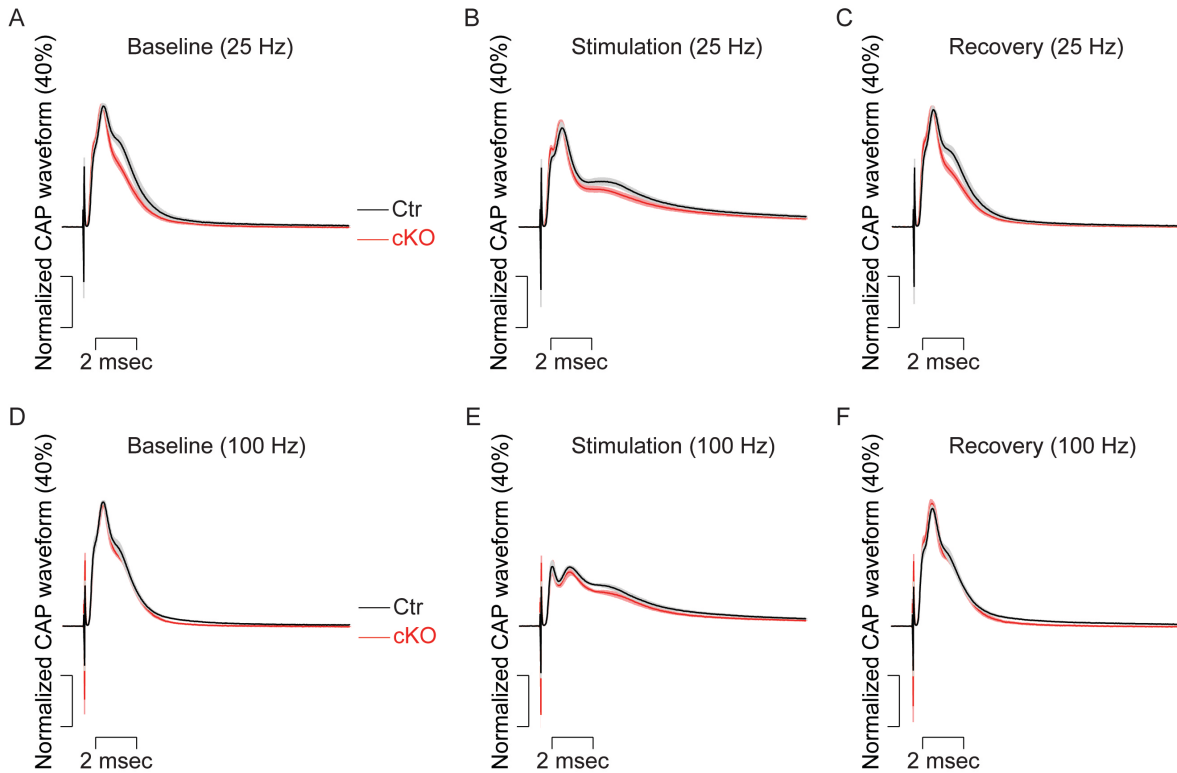 A
Baseline (25 Hz)
Normalized CAP waveform (40%)
Ctr
cKO
2 msec
B
Stimulation (25 Hz)
Normalized CAP waveform (40%)
2 msec
C
Recovery (25 Hz)
Normalized CAP waveform (40%)
2 msec
D
Baseline (100 Hz)
Normalized CAP waveform (40%)
Ctr
cKO
2 msec
E
Stimulation (100 Hz)
Normalized CAP waveform (40%)
2 msec
F
Recovery (100 Hz)
Normalized CAP waveform (40%)
2 msec